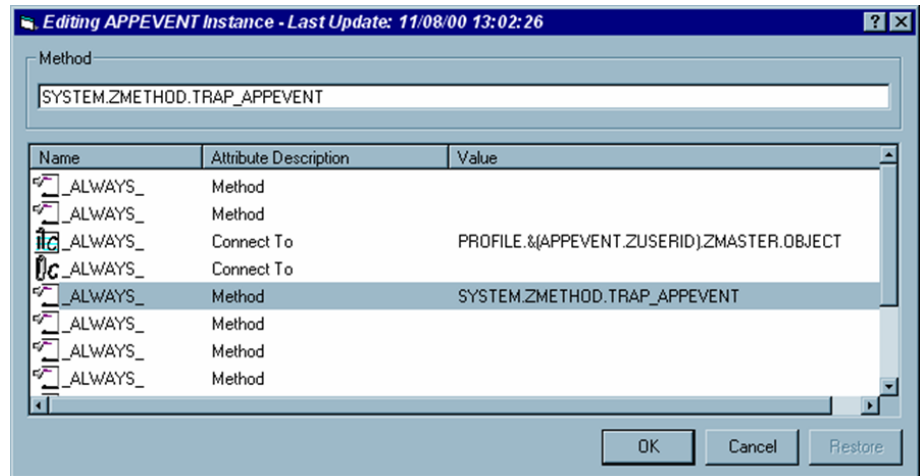 Editing APPEVENT Instance - Last Update: 11/08/00 13:02:26
Method
SYSTEM.ZMETHOD.TRAP_APPEVENT
Name Attribute Description Value
_ALWAYS_ Method
_ALWAYS_ Method
_ALWAYS_ Connect To PROFILE.&(APPEVENT.ZUSERID).ZMASTER.OBJECT
_ALWAYS_ Connect To
_ALWAYS_ Method SYSTEM.ZMETHOD.TRAP_APPEVENT
_ALWAYS_ Method
_ALWAYS_ Method
_ALWAYS_ Method
OK Cancel Restore